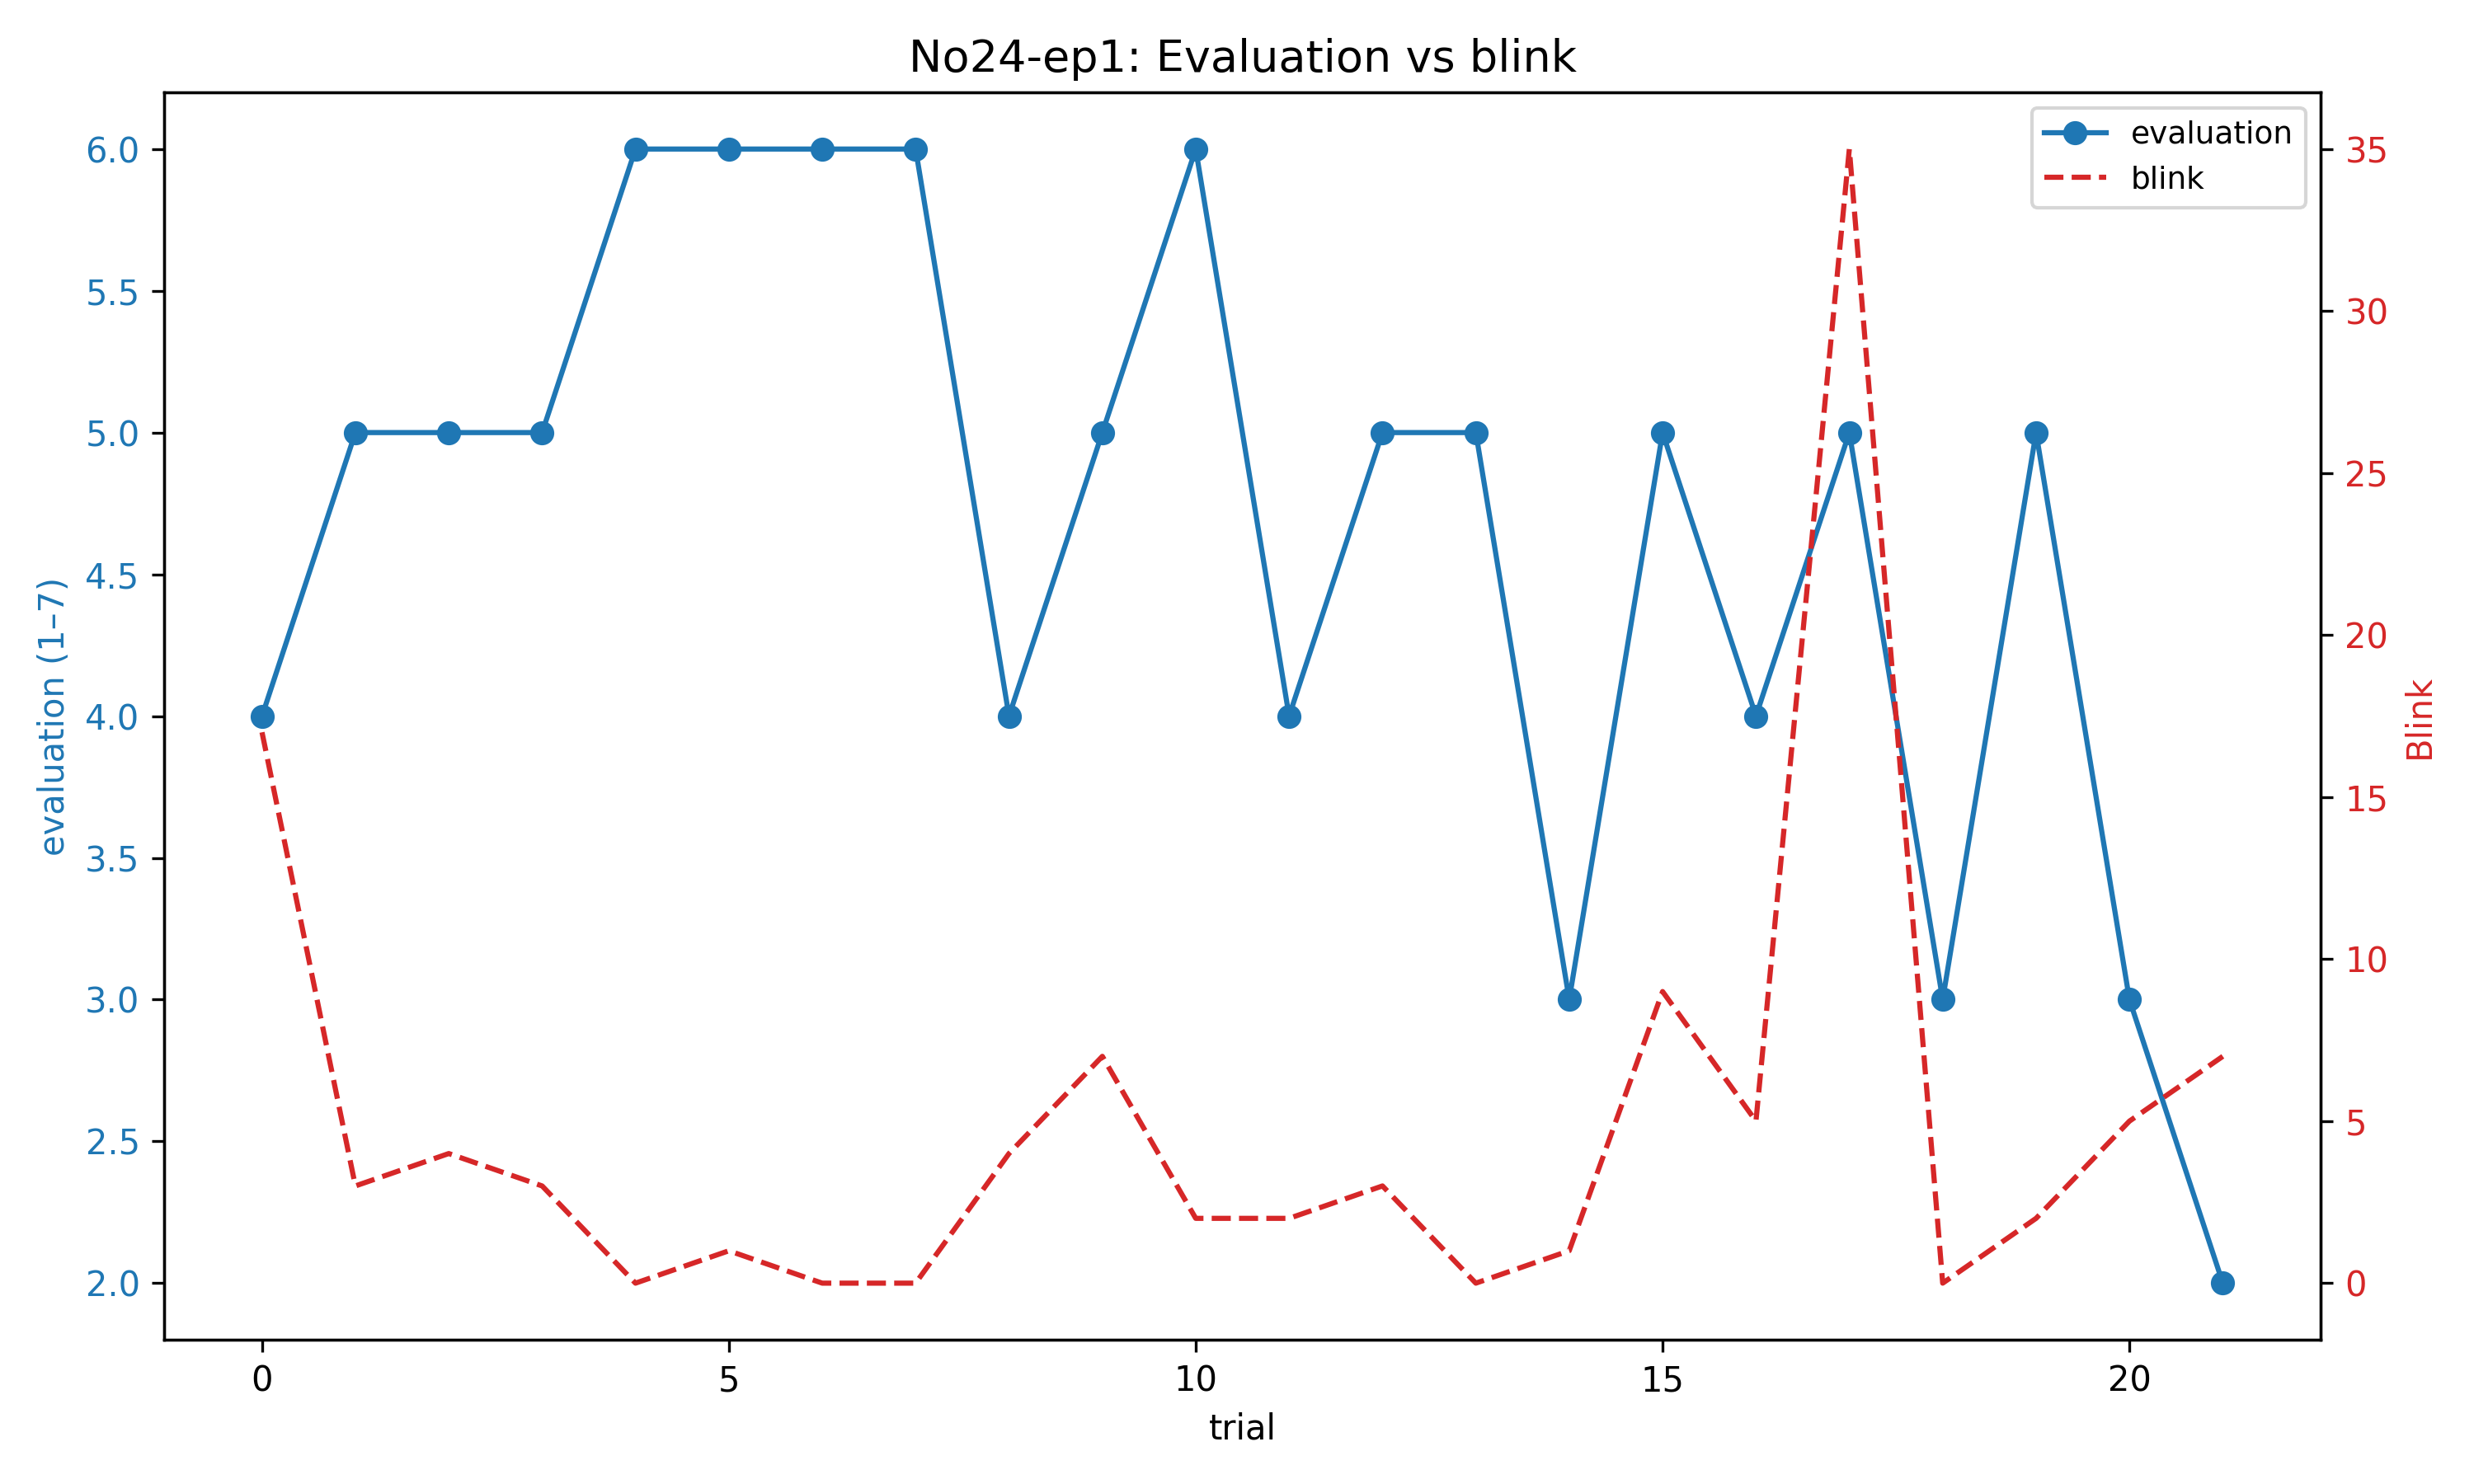 No24-ep1: Evaluation vs blink
evaluation
blink
6.0
5.5
5.0
4.5
4.0
3.5
3.0
2.5
2.0
evaluation (1–7)
35
30
25
20
15
10
5
0
Blink
0 5 10 15 20
trial